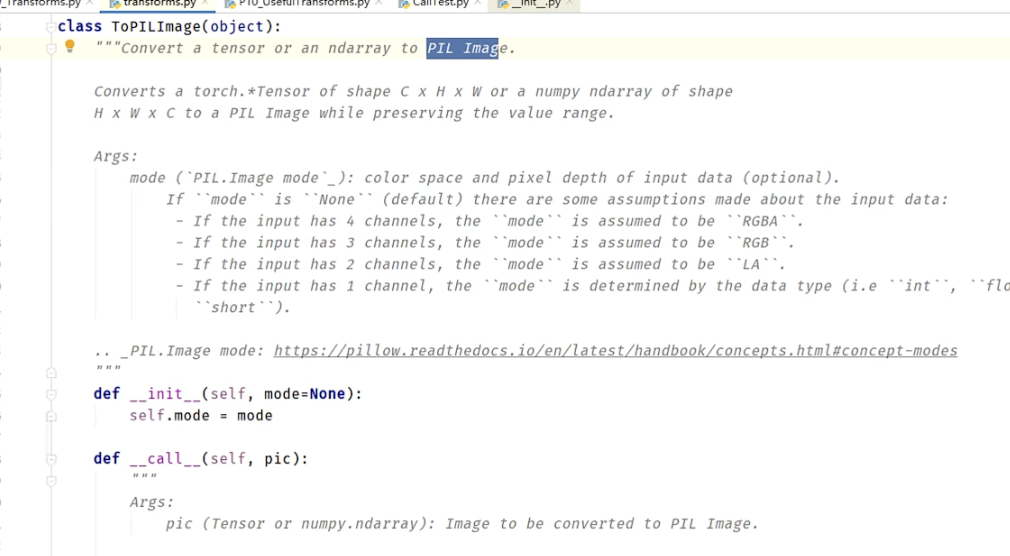 _Transforms.py × transforms.py × P10_UsefulTransforms.py × CallTest.py × __init__.py ×
class ToPILImage(object):
"""Convert a tensor or an ndarray to PIL Image.
Converts a torch.*Tensor of shape C x H x W or a numpy ndarray of shape
H x W x C to a PIL Image while preserving the value range.
Args:
mode (`PIL.Image mode`_): color space and pixel depth of input data (optional).
If ``mode`` is ``None`` (default) there are some assumptions made about the input data:
- If the input has 4 channels, the ``mode`` is assumed to be ``RGBA``.
- If the input has 3 channels, the ``mode`` is assumed to be ``RGB``.
- If the input has 2 channels, the ``mode`` is assumed to be ``LA``.
- If the input has 1 channel, the ``mode`` is determined by the data type (i.e ``int``, ``flo
``short``).
.. _PIL.Image mode: https://pillow.readthedocs.io/en/latest/handbook/concepts.html#concept-modes
"""
def __init__(self, mode=None):
self.mode = mode
def __call__(self, pic):
"""
Args:
pic (Tensor or numpy.ndarray): Image to be converted to PIL Image.